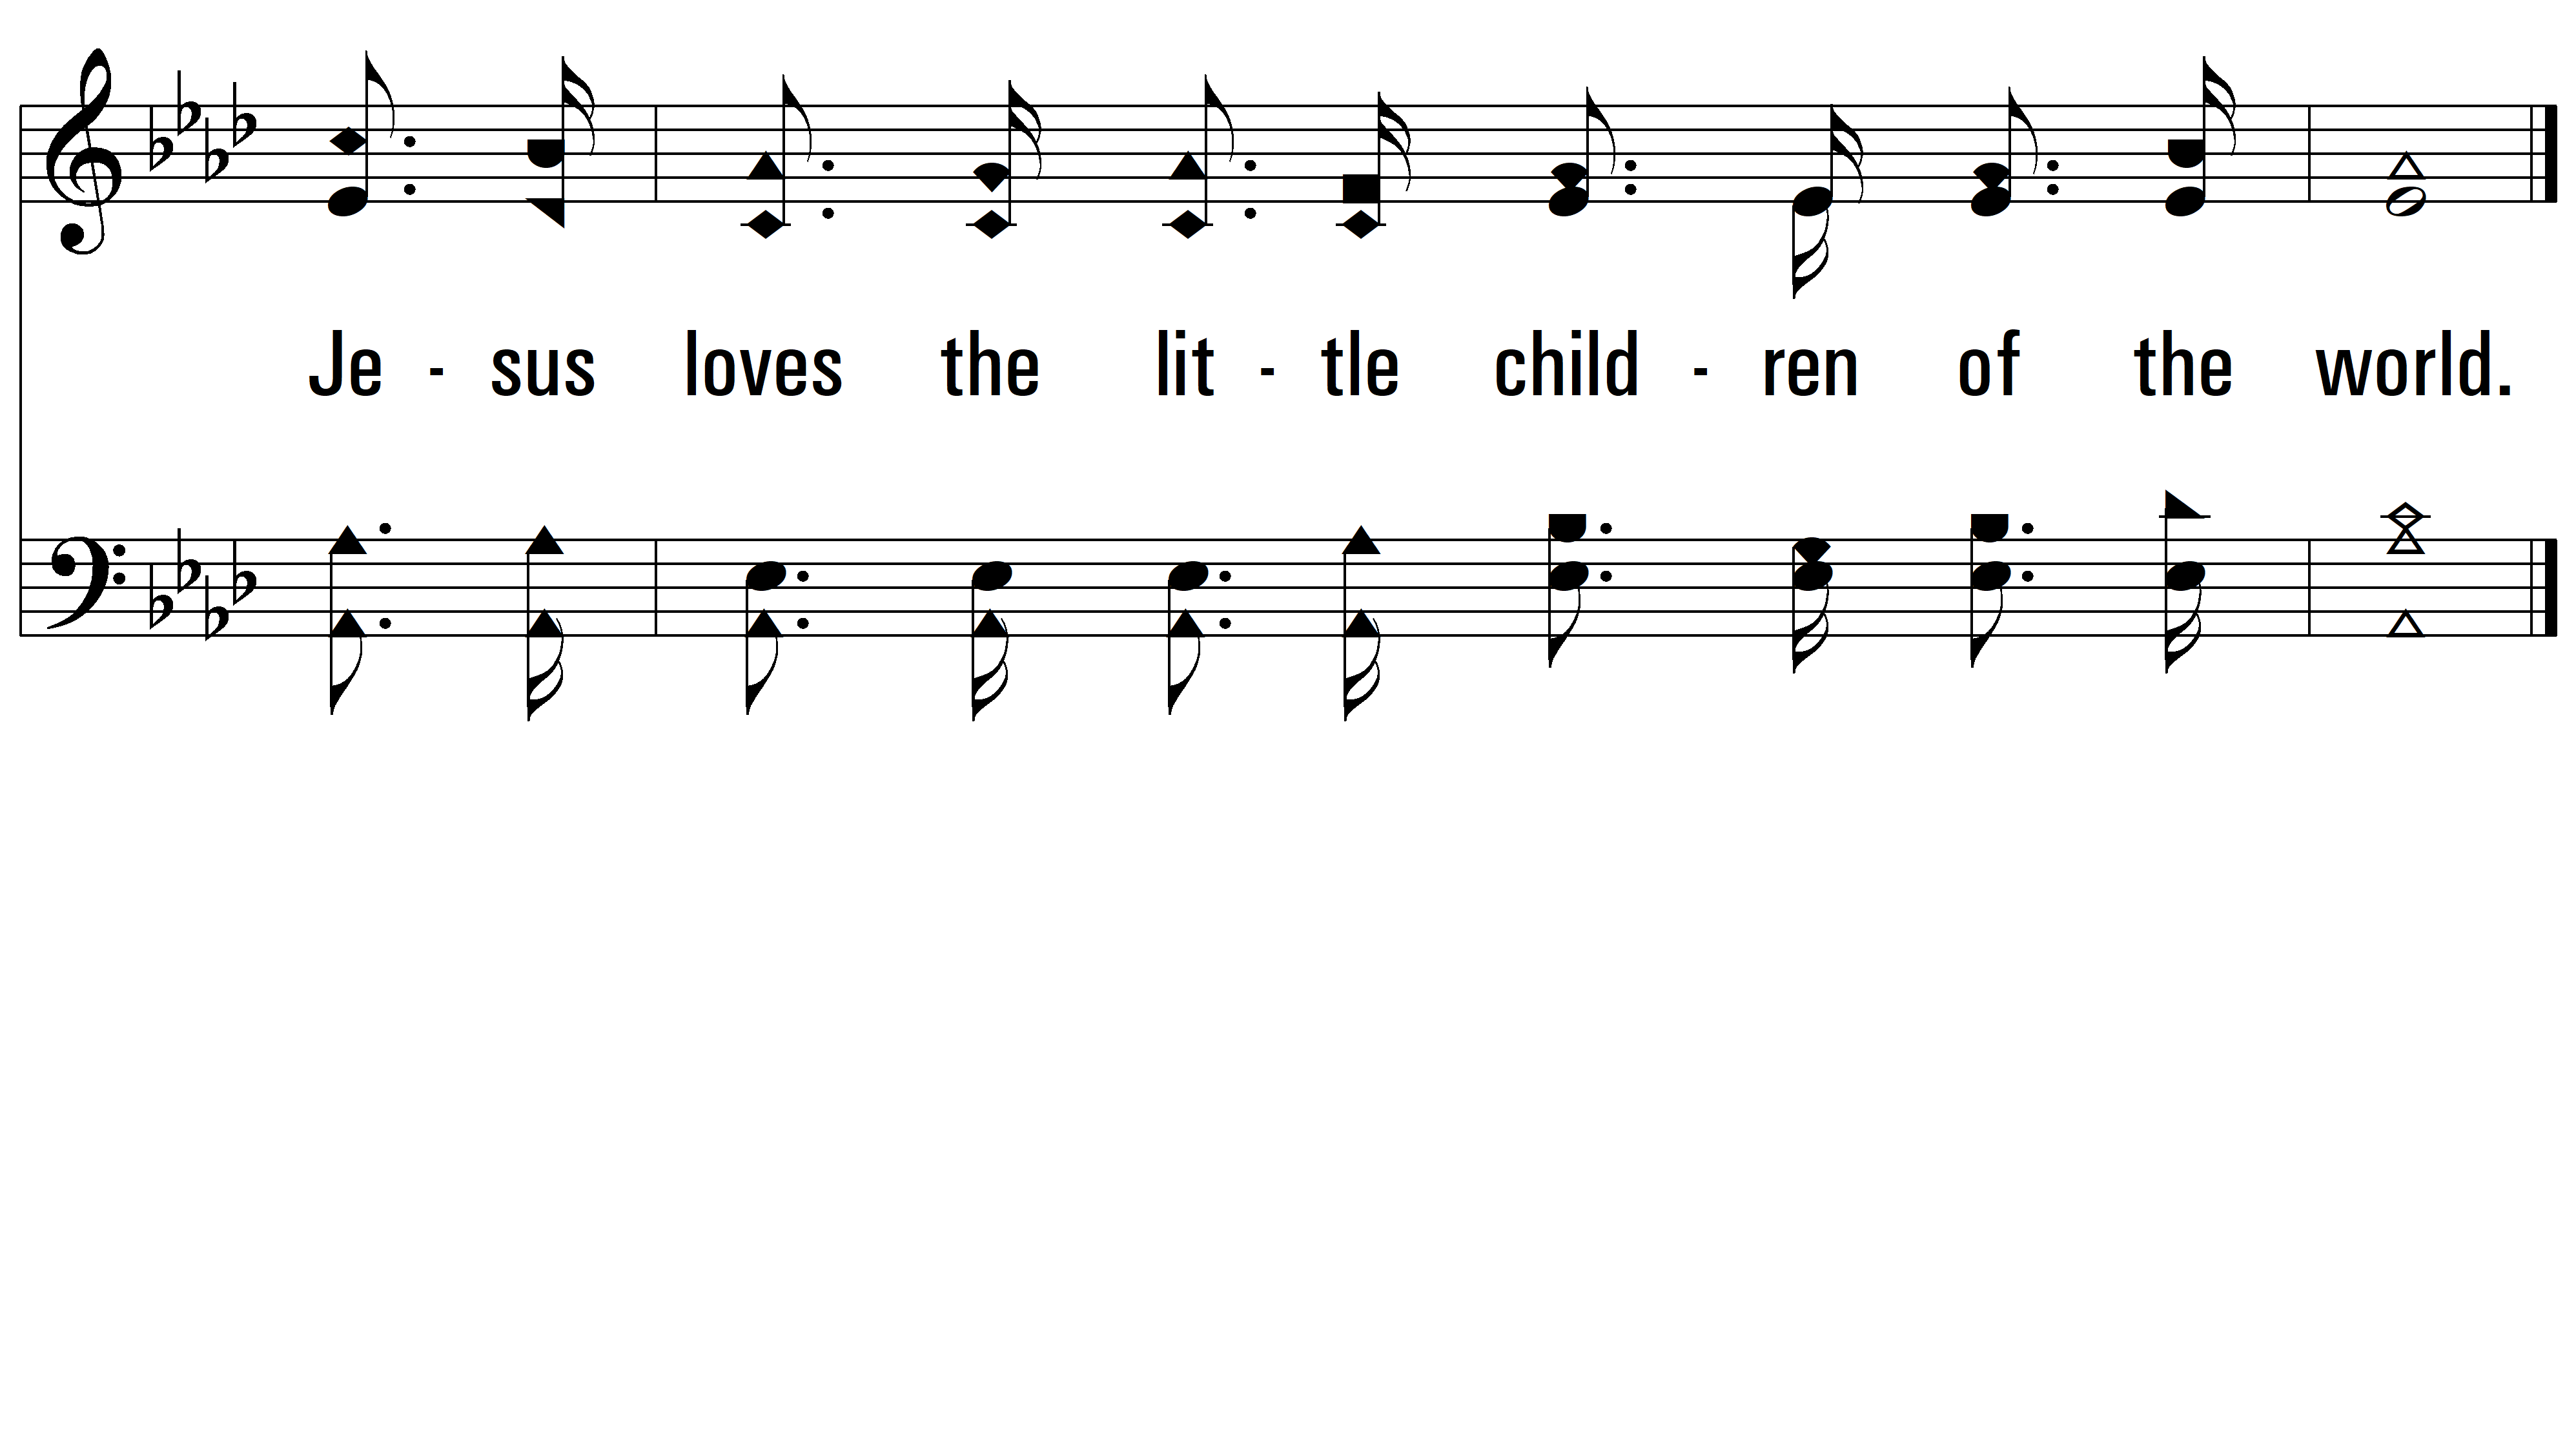 Je - sus loves the lit - tle child - ren of the world.